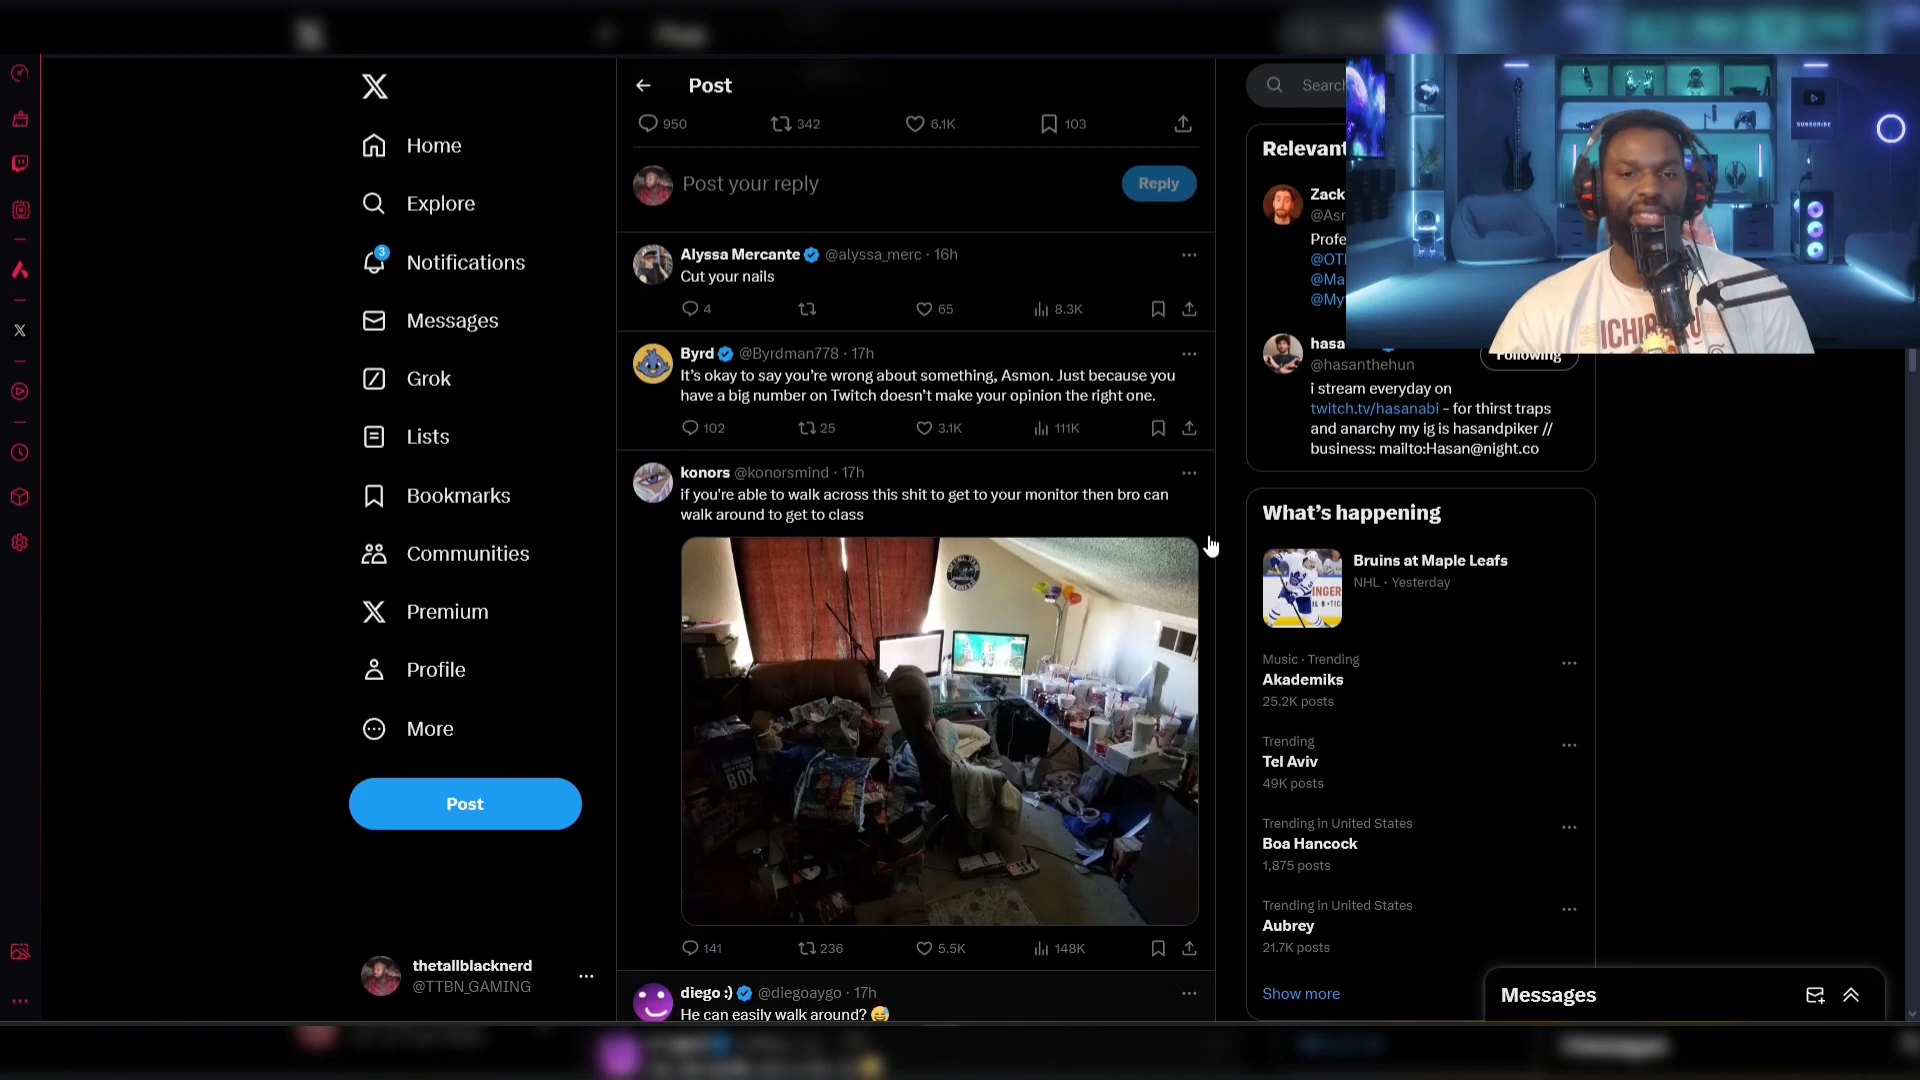 Post
950
342
6.1K
103
Search
Home
Explore
3
Notifications
Messages
Grok
Lists
Bookmarks
Communities
Premium
Profile
More
Post
thetallblacknerd
@TTBN_GAMING
Post your reply
Reply
Alyssa Mercante @alyssa_merc · 16h
Cut your nails
4
65
8.3K
Byrd @Byrdman778 · 17h
It's okay to say you're wrong about something, Asmon. Just because you
have a big number on Twitch doesn't make your opinion the right one.
102
25
3.1K
111K
konors @konorsmind · 17h
if you're able to walk across this shit to get to your monitor then bro can
walk around to get to class
BOX
141
236
5.5K
148K
diego :) @diegoaygo · 17h
He can easily walk around? 😅
Relevant
Zack
@Asm
Profe
@OT
@Ma
@My
SUBSCRIBE
hasa
Following
@hasanthehun
i stream everyday on
twitch.tv/hasanabi - for thirst traps
and anarchy my ig is hasandpiker //
business: mailto:Hasan@night.co
What's happening
Bruins at Maple Leafs
NHL · Yesterday
Music · Trending
Akademiks
25.2K posts
Trending
Tel Aviv
49K posts
Trending in United States
Boa Hancock
1,875 posts
Trending in United States
Aubrey
21.7K posts
Show more
Messages